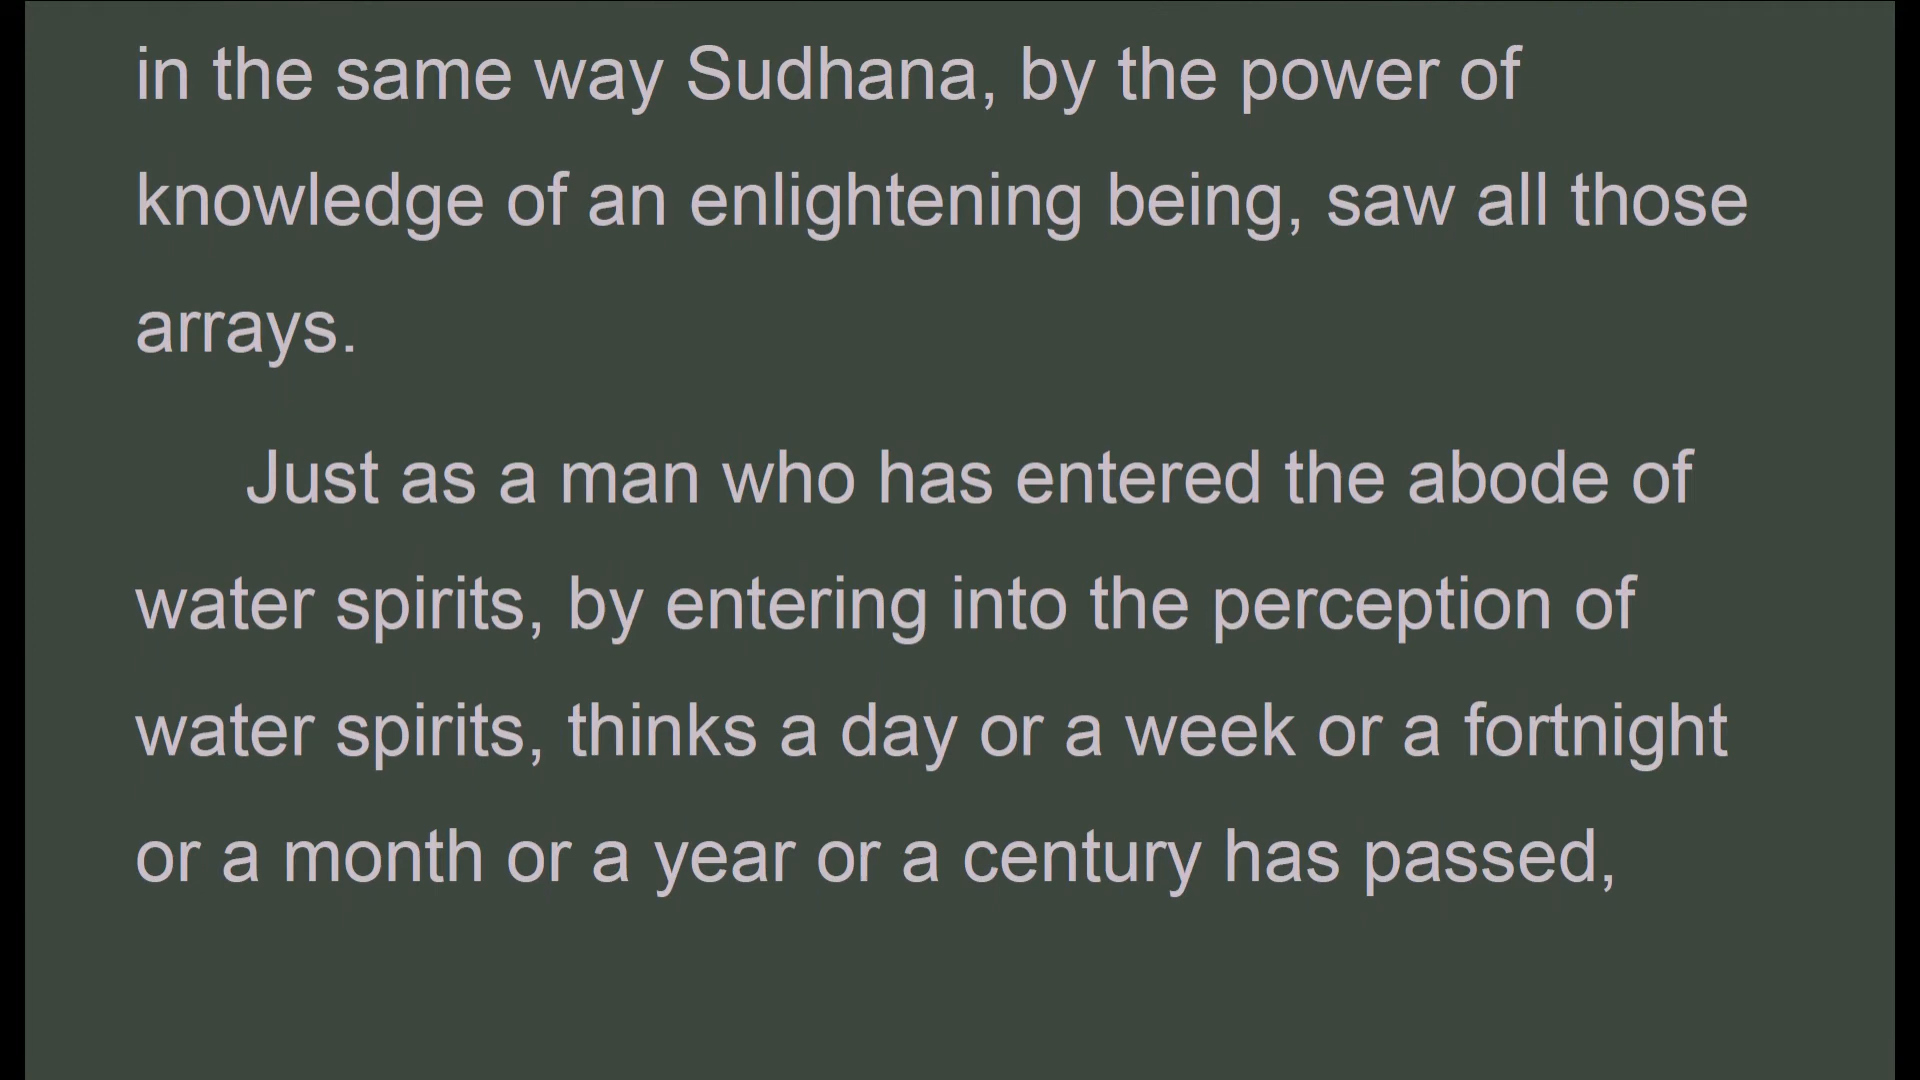 in the same way Sudhana, by the power of
knowledge of an enlightening being, saw all those
arrays.
Just as a man who has entered the abode of
water spirits, by entering into the perception of
water spirits, thinks a day or a week or a fortnight
or a month or a year or a century has passed,